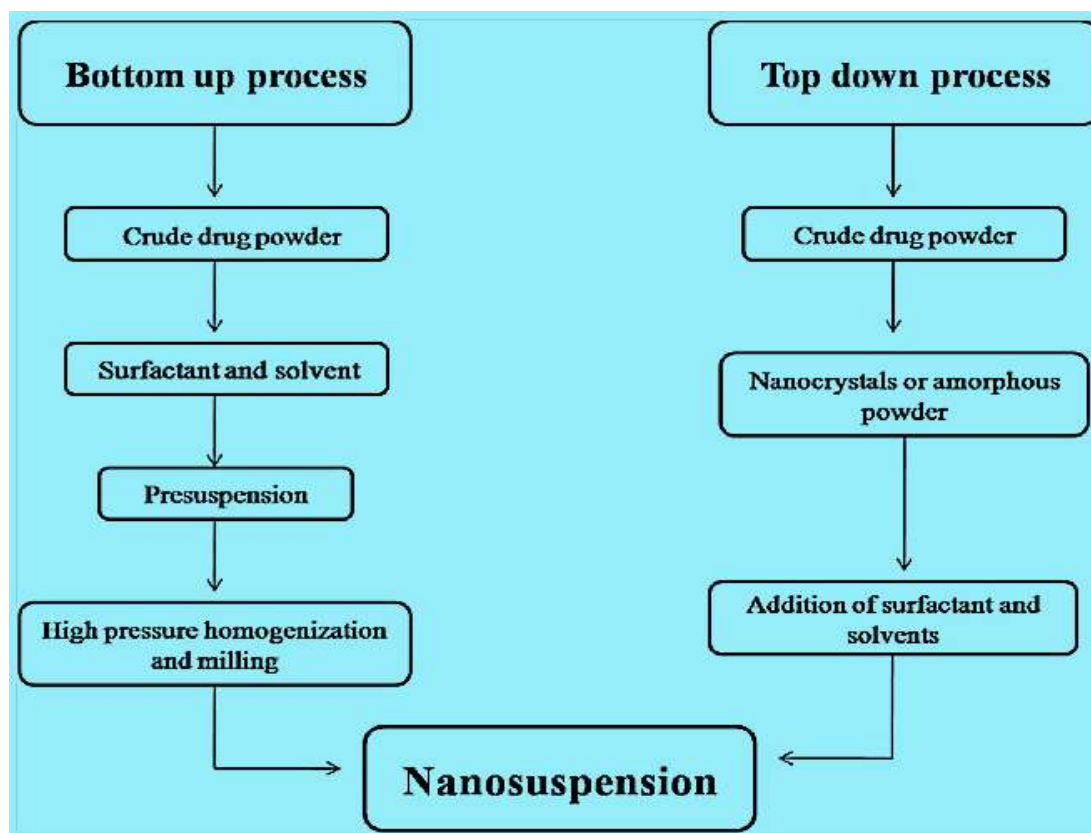 Bottom up process
Crude drug powder
Surfactant and solvent
Presuspension
High pressure homogenization
and milling
Top down process
Crude drug powder
Nanocrystals or amorphous
powder
Addition of surfactant and
solvents
Nanosuspension